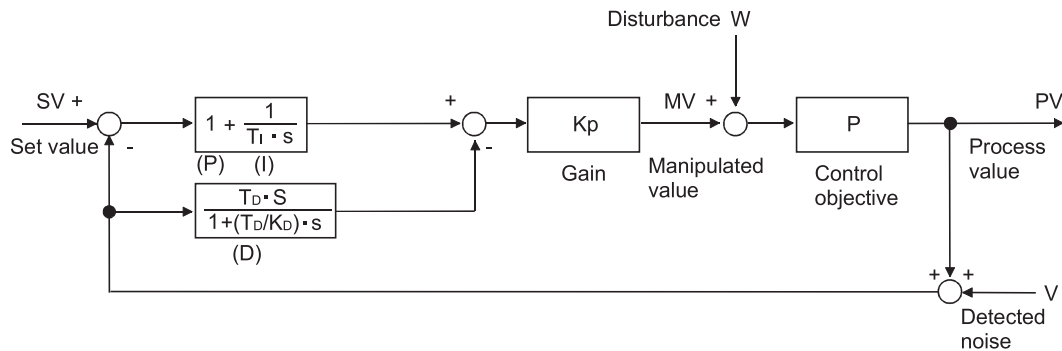 Disturbance W
SV +
Set value
-
1 + 1 / TI · s
(P) (I)
+
-
Kp
Gain
MV +
Manipulated
value
P
Control
objective
PV
Process
value
TD · S
1+(TD/KD) · s
(D)
+ +
V
Detected
noise